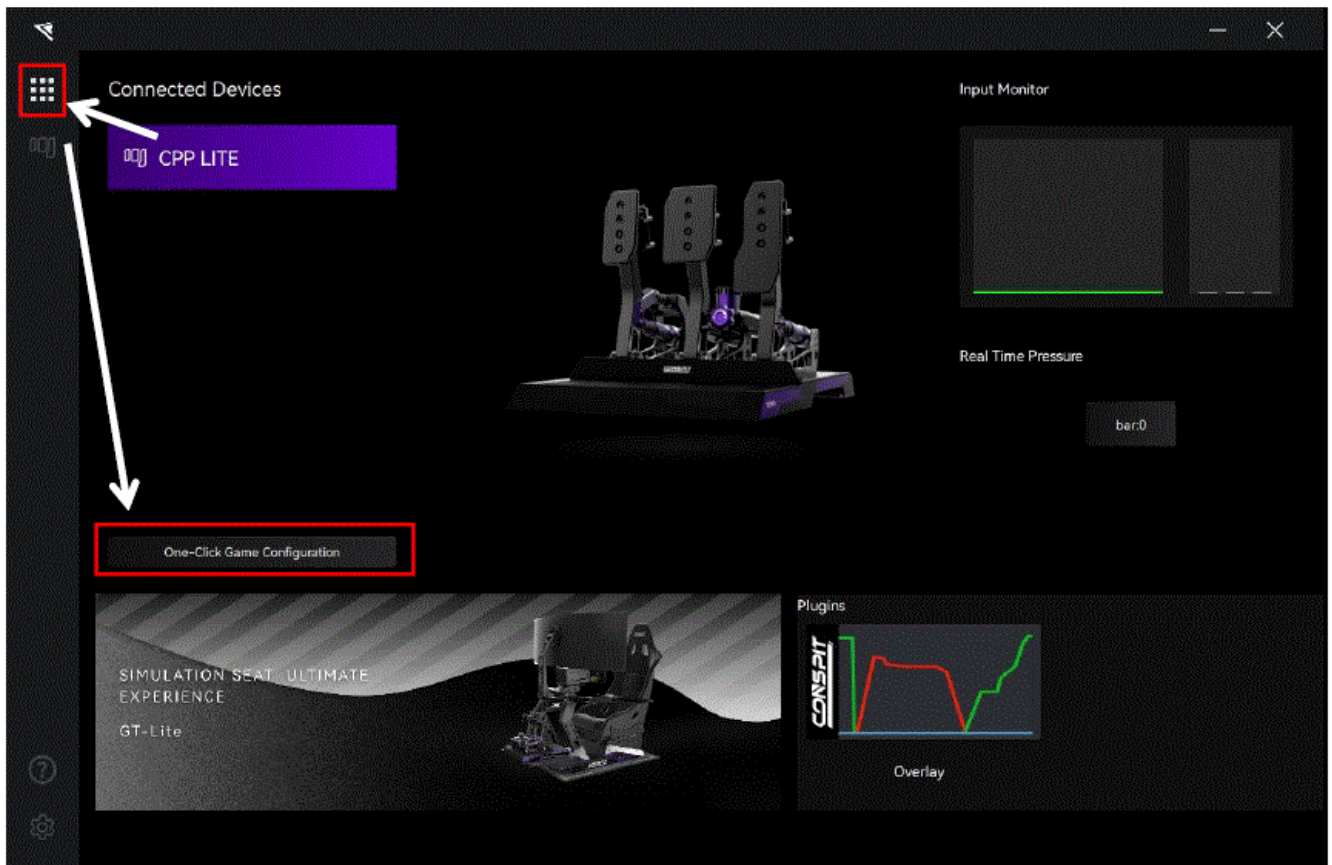 Connected Devices
CPP LITE
Input Monitor
Real Time Pressure
bar:0
One-Click Game Configuration
SIMULATION SEAT ULTIMATE
EXPERIENCE
GT-Lite
Plugins
CONSPIT
Overlay